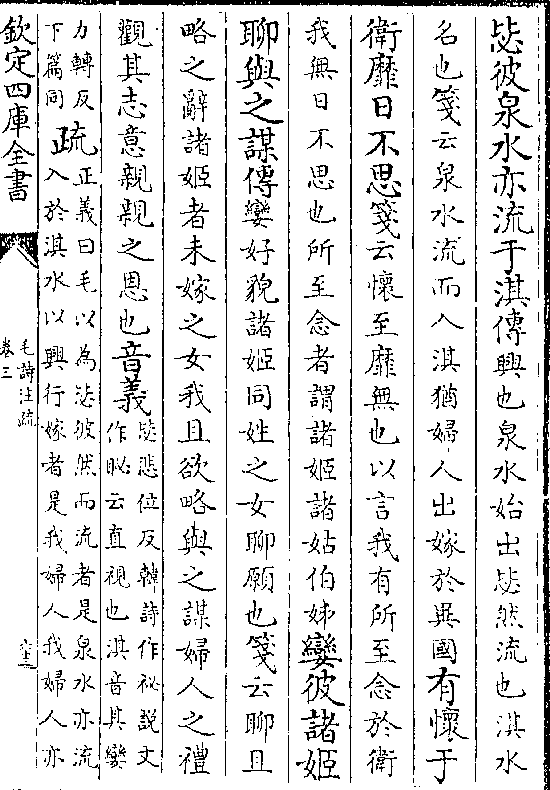 毖彼泉水亦流于淇傳興也泉水始出毖然流也淇水
名也箋云泉水流而入淇猶婦人出嫁於異國有懷于
衛靡日不思箋云懷至靡無也以言我有所至念於衛
我無日不思也所至念者謂諸姬諸姑伯姊孌彼諸姬
聊與之謀傳孌好貌諸姬同姓之女聊願也箋云聊且
略之辭諸姬者未嫁之女我且欲略與之謀婦人之禮
觀其志意親親之恩也音義毖悲位反韓詩作祕說文
作䀣云直視也淇音其孌
力轉反
下篇同
疏正義曰毛以為毖彼然而流者是泉水亦流
入於淇水以興行嫁者是我婦人我婦人亦
欽定四庫全書
毛詩注疏
卷三